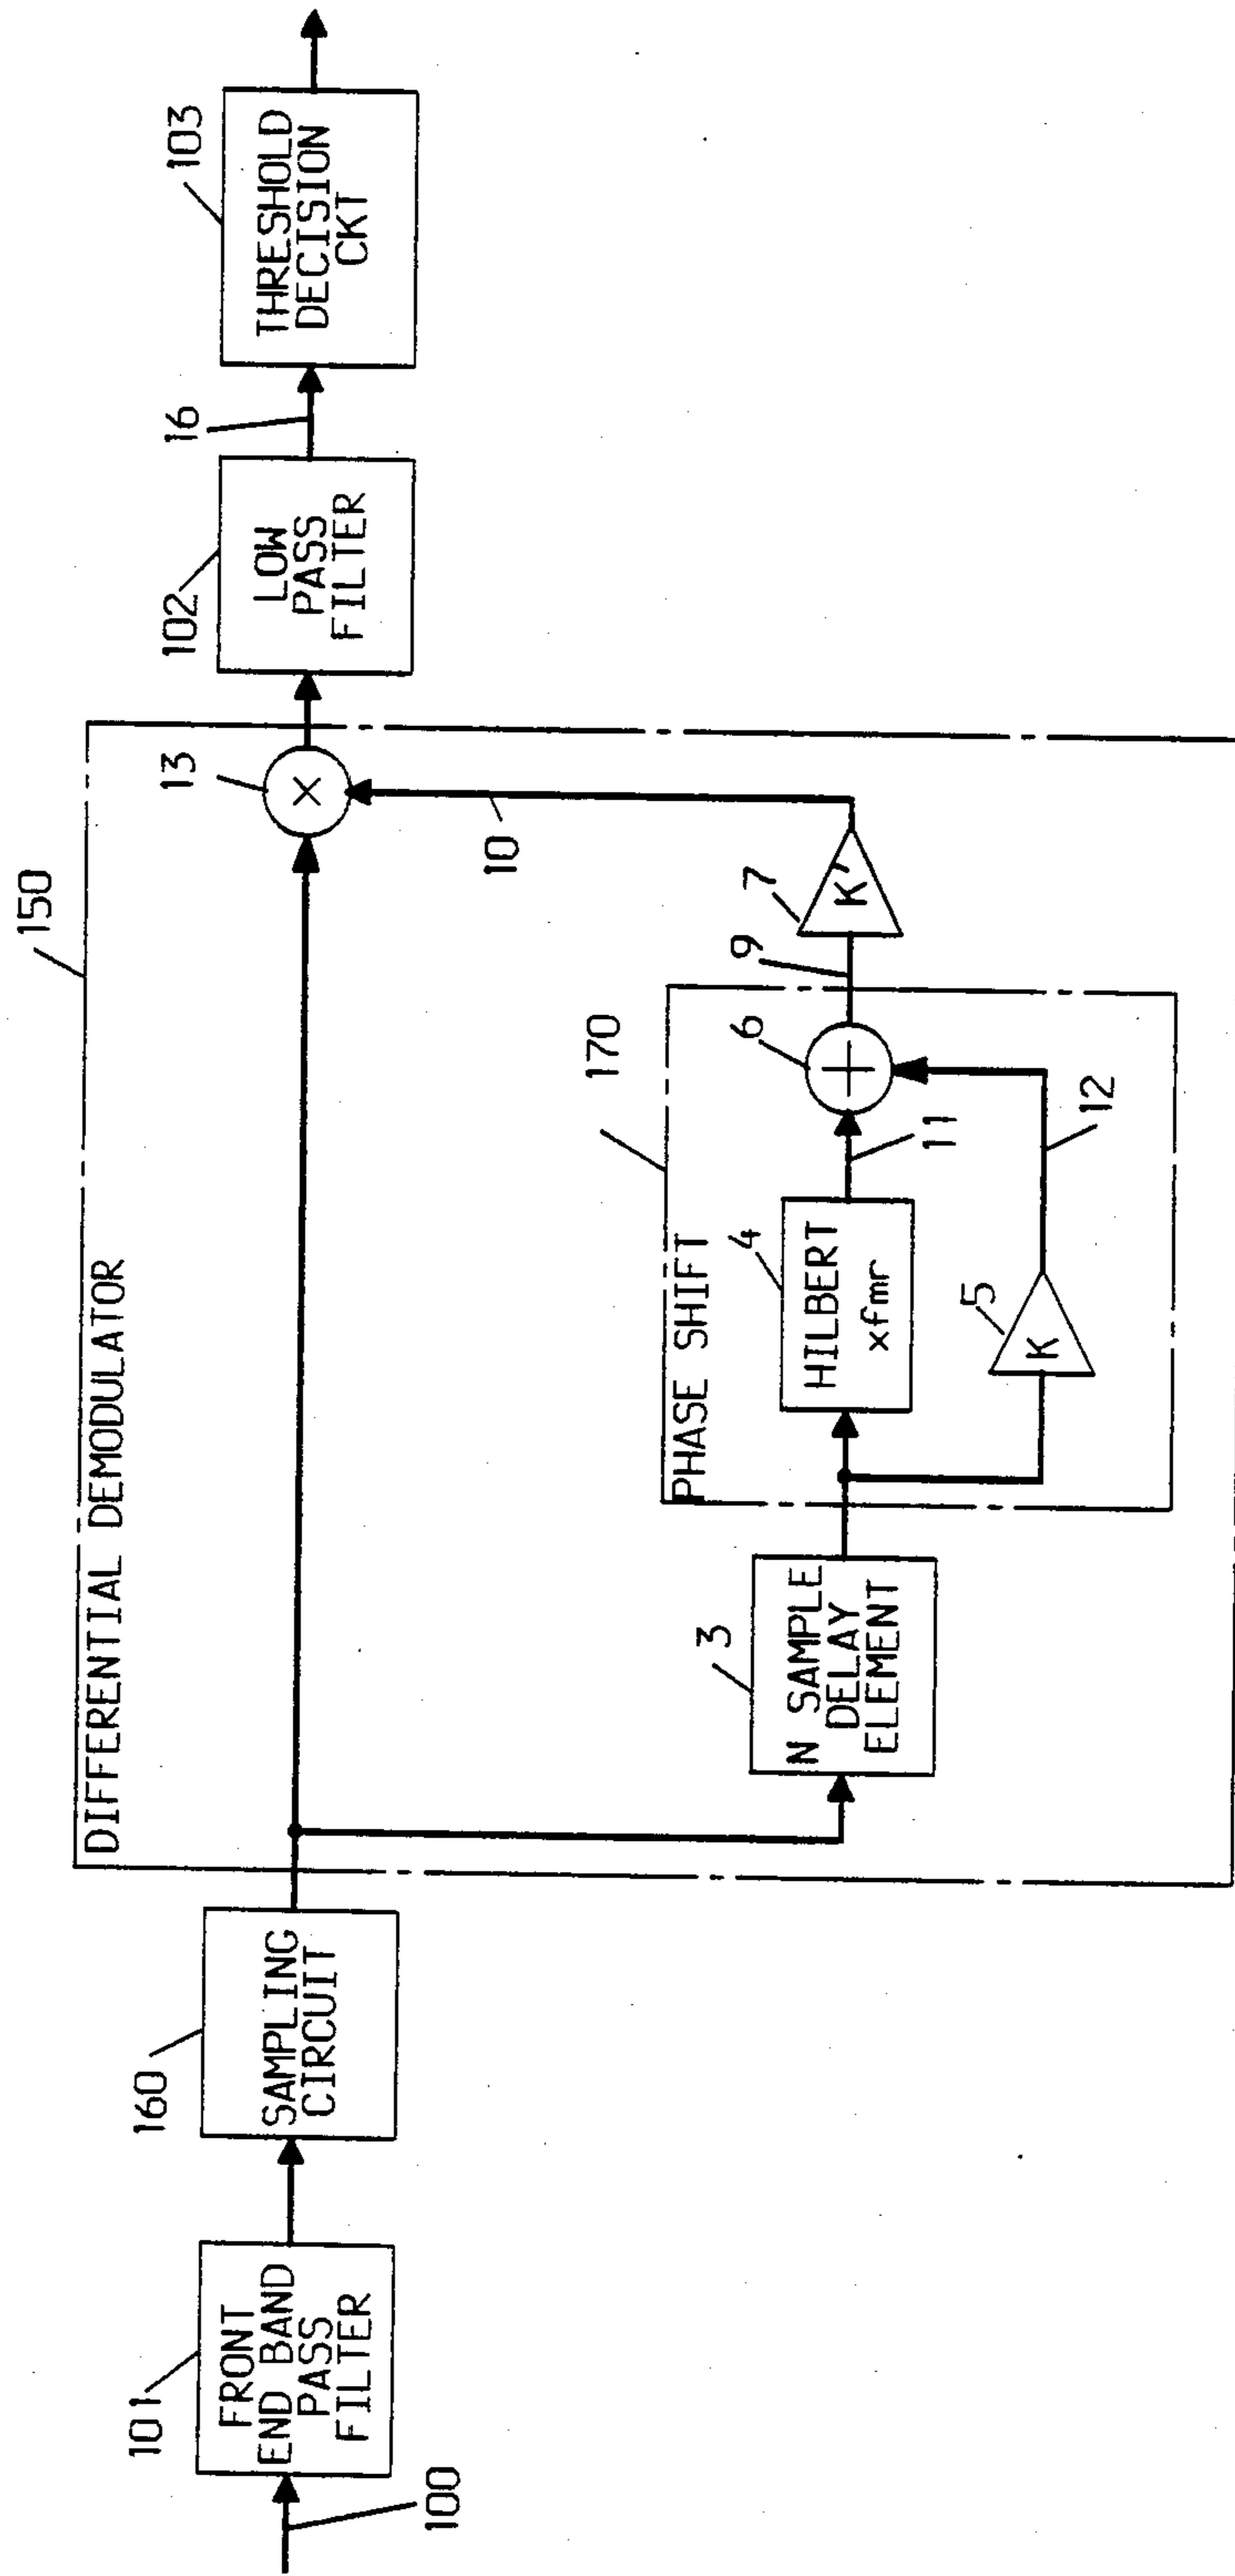 100
101
FRONT
END BAND
PASS
FILTER
160
SAMPLING
CIRCUIT
150
DIFFERENTIAL DEMODULATOR
3
N SAMPLE
DELAY
ELEMENT
170
PHASE SHIFT
4
HILBERT
xfmr
5
K
11
12
6
+
9
7
K'
10
13
×
102
LOW
PASS
FILTER
16
103
THRESHOLD
DECISION
CKT